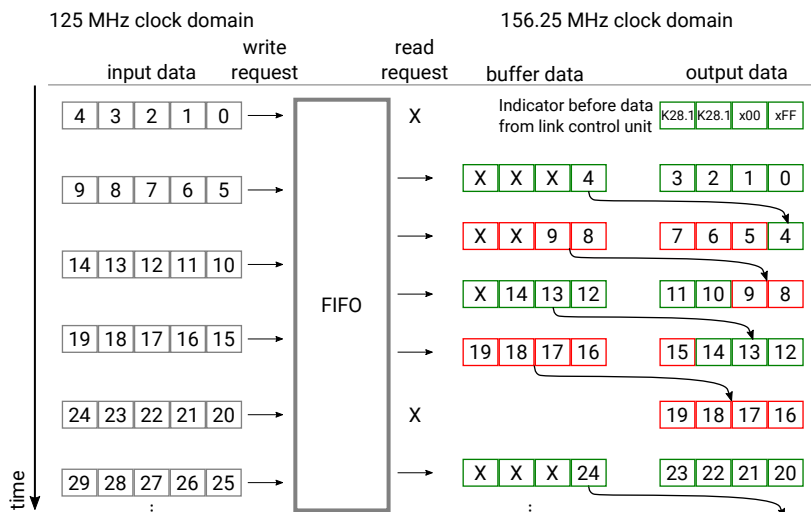 125 MHz clock domain 156.25 MHz clock domain
input data write request read request buffer data output data
4 3 2 1 0 X Indicator before data from link control unit K28.1 K28.1 x00 xFF
9 8 7 6 5 X X X 4 3 2 1 0
X X 9 8 7 6 5 4
14 13 12 11 10
X 14 13 12 11 10 9 8
FIFO
19 18 17 16 15
19 18 17 16 15 14 13 12
24 23 22 21 20 X 19 18 17 16
29 28 27 26 25 X X X 24 23 22 21 20
⋮ ⋮
time